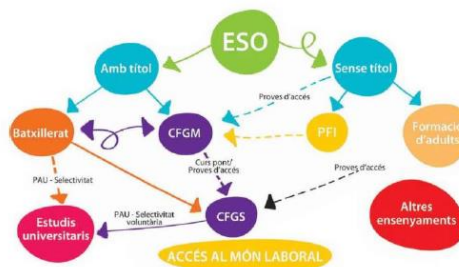 ESO
Amb títol
Sense títol
Proves d'accés
Batxillerat
CFGM
PFI
Formació
d'adults
Curs pont/
Proves d'accés
PAU - Selectivitat
Proves d'accés
Estudis
universitaris
PAU - Selectivitat
voluntària
CFGS
Altres
ensenyaments
ACCÉS AL MÓN LABORAL